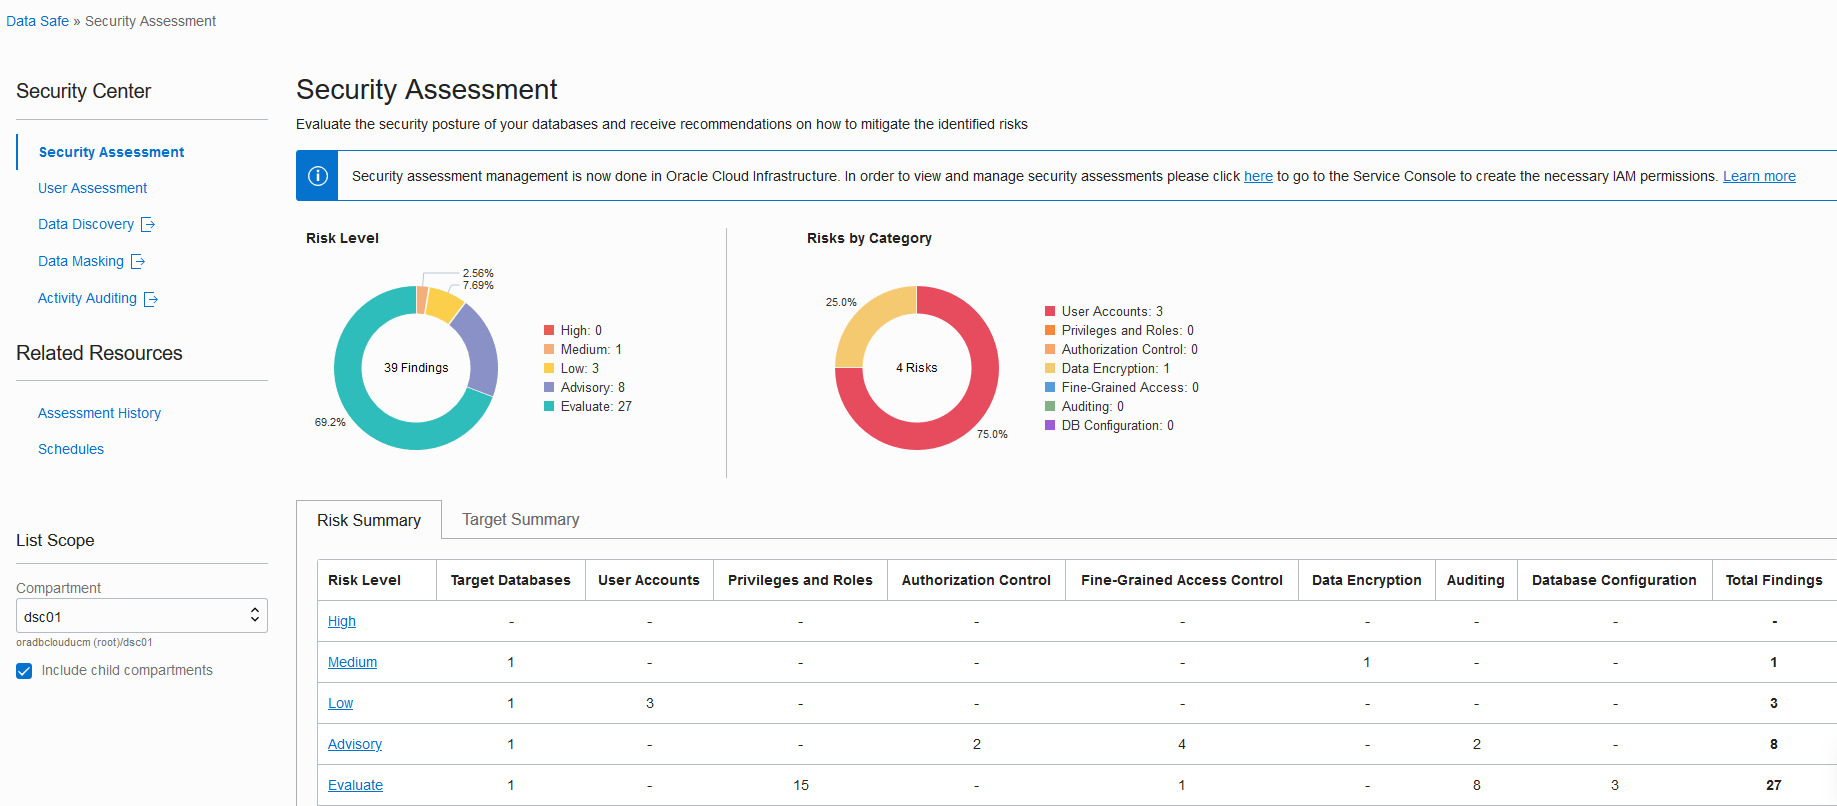 Data Safe » Security Assessment
Security Center
Security Assessment
User Assessment
Data Discovery
Data Masking
Activity Auditing
Related Resources
Assessment History
Schedules
List Scope
Compartment
dsc01
oradbclouducm (root)/dsc01
Include child compartments
Security Assessment
Evaluate the security posture of your databases and receive recommendations on how to mitigate the identified risks
Security assessment management is now done in Oracle Cloud Infrastructure. In order to view and manage security assessments please click here to go to the Service Console to create the necessary IAM permissions. Learn more
Risk Level
2.56%
7.69%
39 Findings
69.2%
High: 0
Medium: 1
Low: 3
Advisory: 8
Evaluate: 27
Risks by Category
25.0%
4 Risks
75.0%
User Accounts: 3
Privileges and Roles: 0
Authorization Control: 0
Data Encryption: 1
Fine-Grained Access: 0
Auditing: 0
DB Configuration: 0
Risk Summary Target Summary
Risk Level Target Databases User Accounts Privileges and Roles Authorization Control Fine-Grained Access Control Data Encryption Auditing Database Configuration Total Findings
High - - - - - - - - -
Medium 1 - - - - 1 - - 1
Low 1 3 - - - - - - 3
Advisory 1 - - 2 4 - 2 - 8
Evaluate 1 - 15 - 1 - 8 3 27